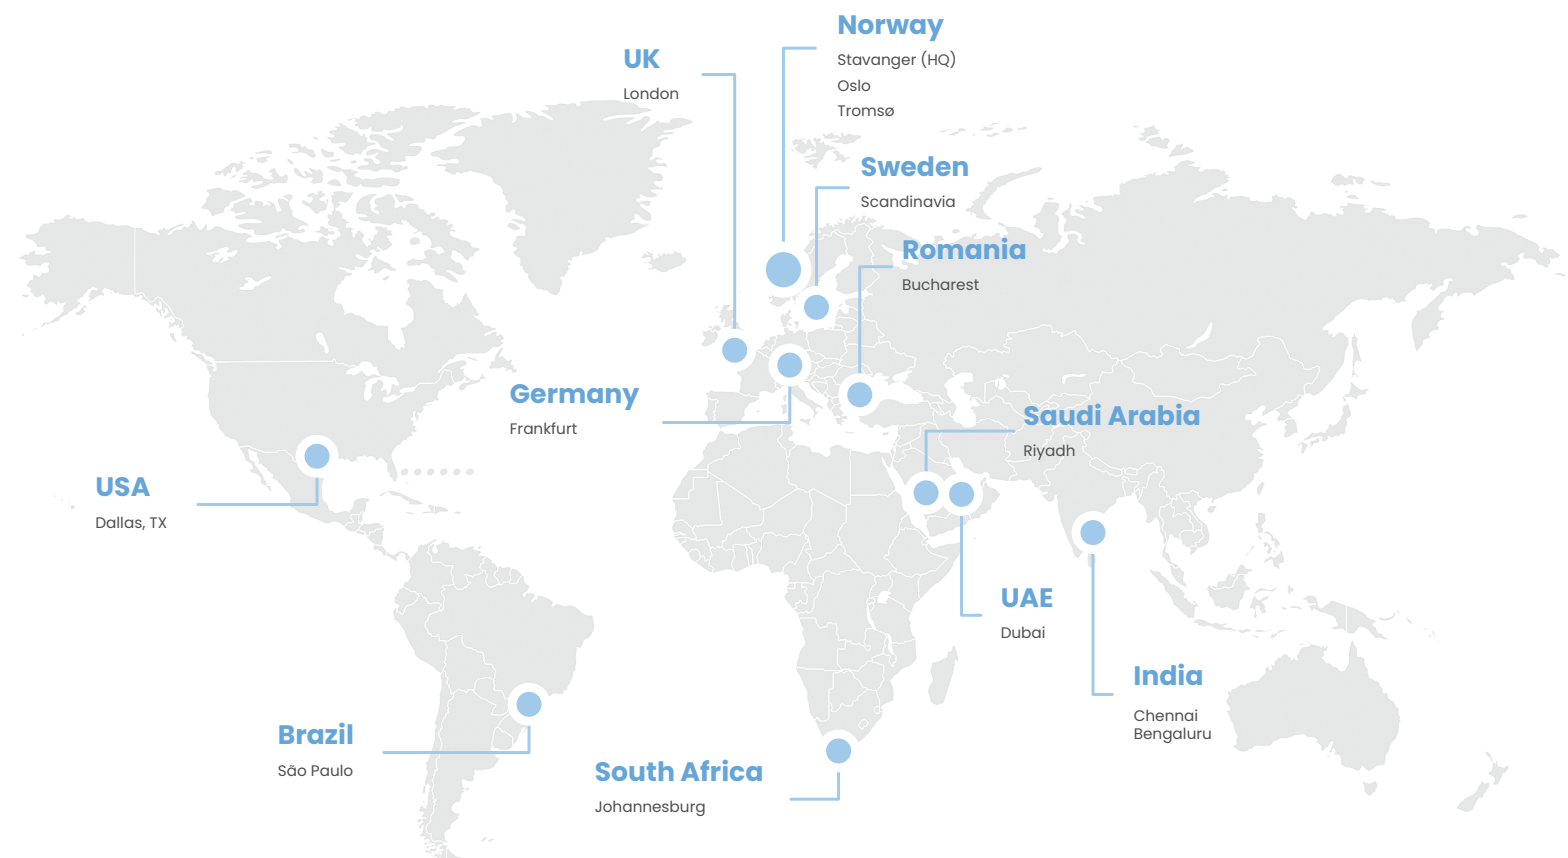 Norway
Stavanger (HQ)
Oslo
Tromsø
UK
London
Sweden
Scandinavia
Romania
Bucharest
Germany
Frankfurt
Saudi Arabia
Riyadh
USA
Dallas, TX
UAE
Dubai
India
Chennai
Bengaluru
Brazil
São Paulo
South Africa
Johannesburg